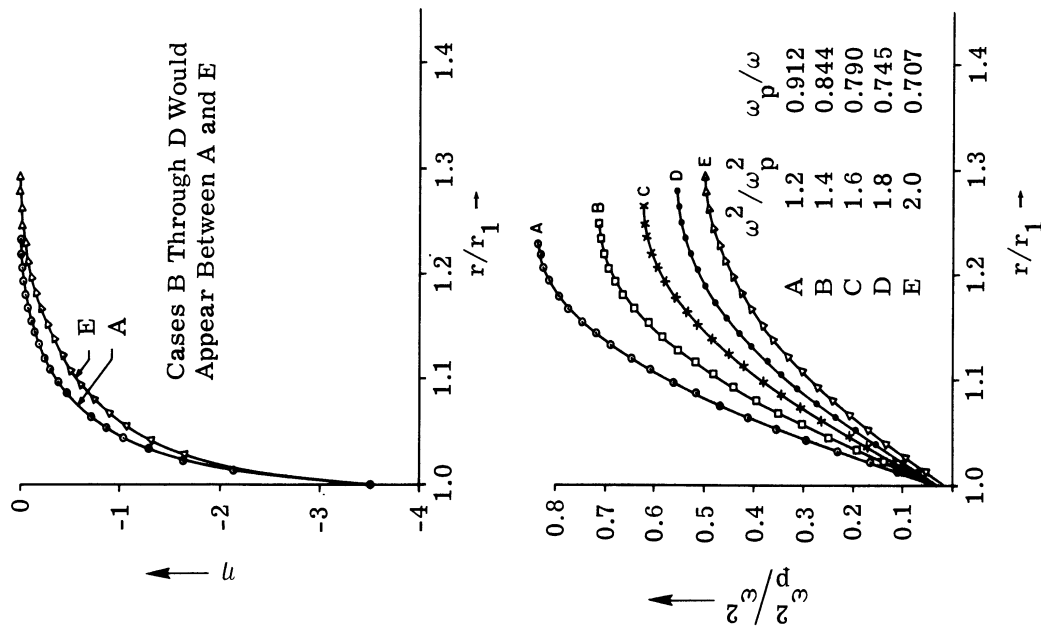 0
-1
-2
-3
-4
η
1.0
1.1
1.2
1.3
1.4
r/r₁ →
E
A
Cases B Through D Would
Appear Between A and E
0.8
0.7
0.6
0.5
0.4
0.3
0.2
0.1
ω²p/ω²
A
B
C
D
E
ω²/ω²p ωp/ω
A 1.2 0.912
B 1.4 0.844
C 1.6 0.790
D 1.8 0.745
E 2.0 0.707
1.0
1.1
1.2
1.3
1.4
r/r₁ →